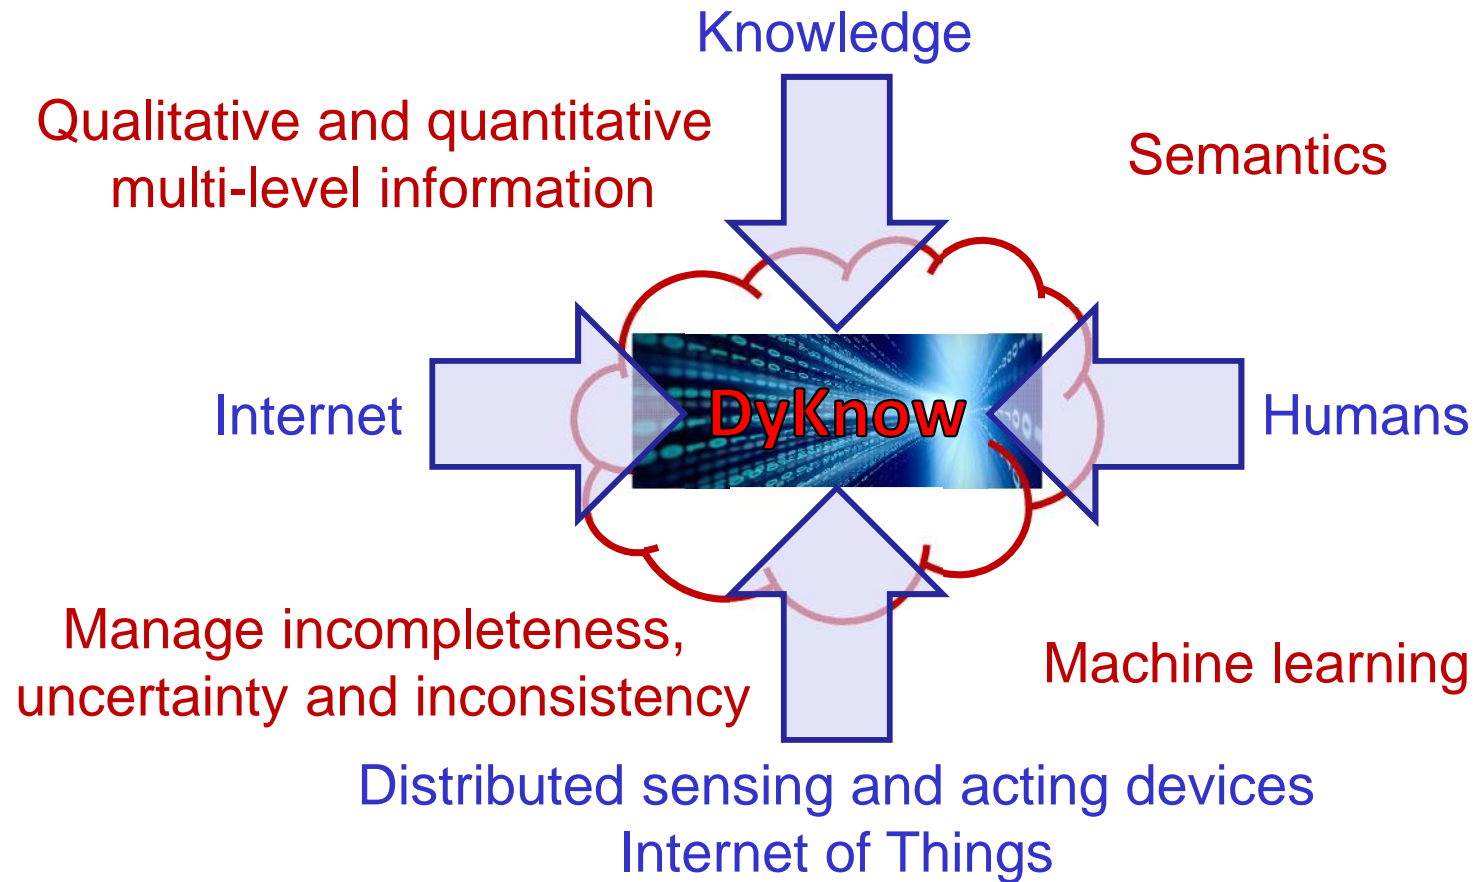 Knowledge
Qualitative and quantitative
multi-level information
Semantics
Internet
DyKnow
Humans
Manage incompleteness,
uncertainty and inconsistency
Machine learning
Distributed sensing and acting devices
Internet of Things